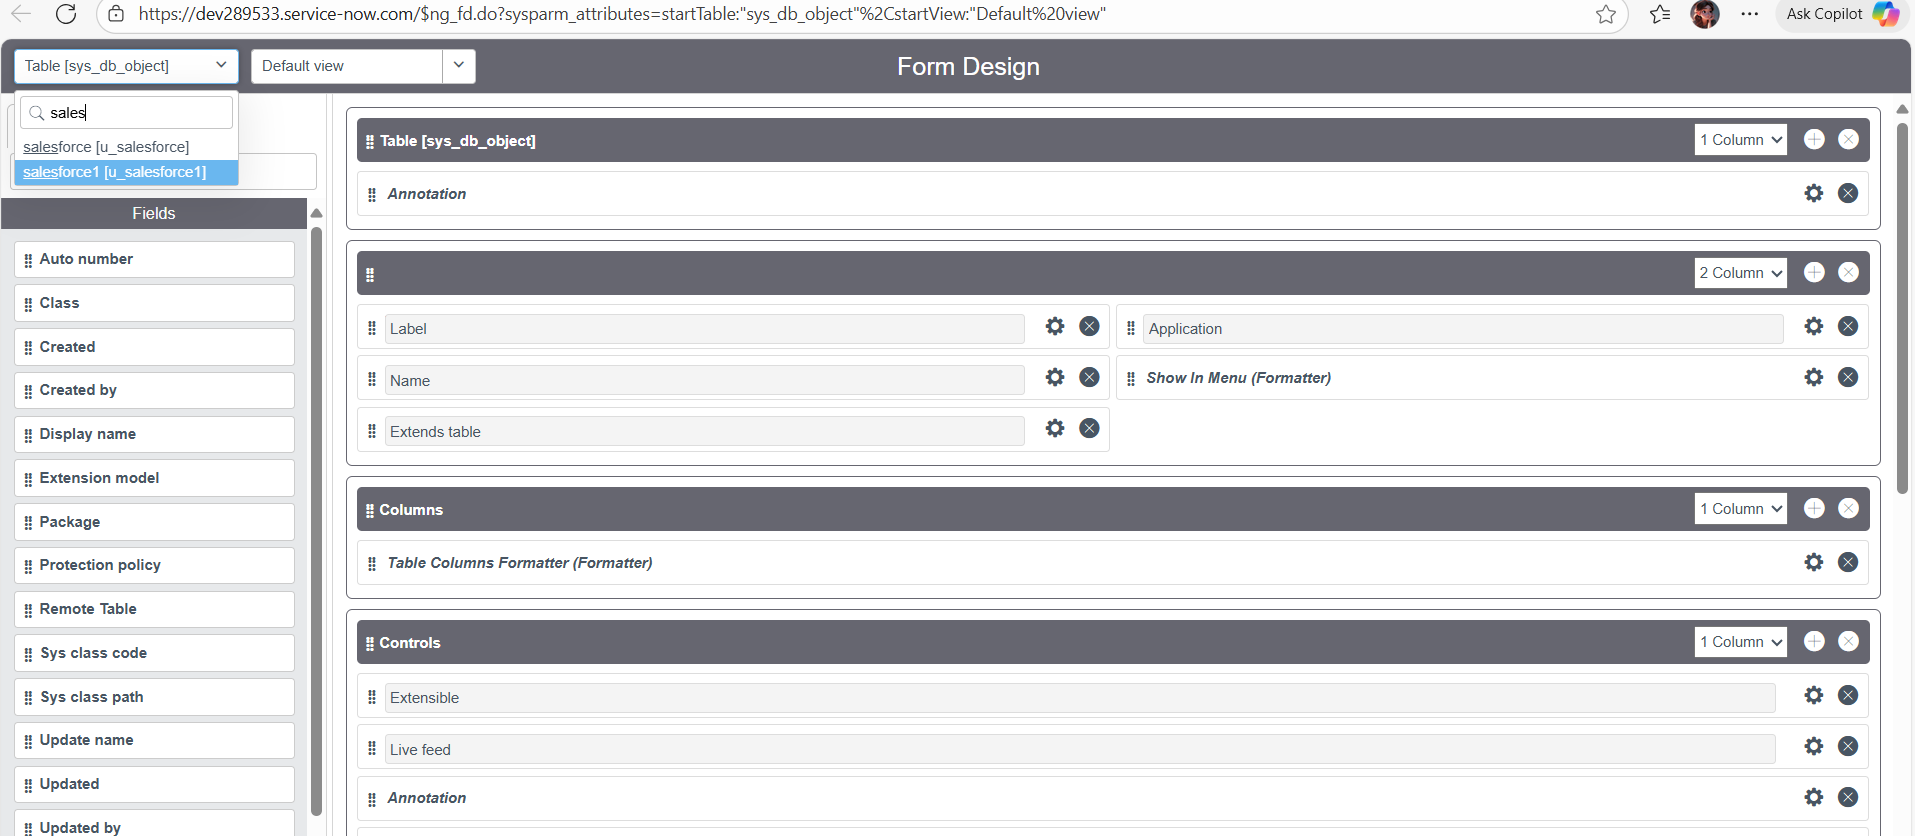 https://dev289533.service-now.com/$ng_fd.do?sysparm_attributes=startTable:"sys_db_object"%2CstartView:"Default%20view"
Ask Copilot
Table [sys_db_object]
Default view
Form Design
sales
salesforce [u_salesforce]
salesforce1 [u_salesforce1]
Fields
Auto number
Class
Created
Created by
Display name
Extension model
Package
Protection policy
Remote Table
Sys class code
Sys class path
Update name
Updated
Updated by
Table [sys_db_object]
1 Column
Annotation
2 Column
Label
Application
Name
Show In Menu (Formatter)
Extends table
Columns
1 Column
Table Columns Formatter (Formatter)
Controls
1 Column
Extensible
Live feed
Annotation